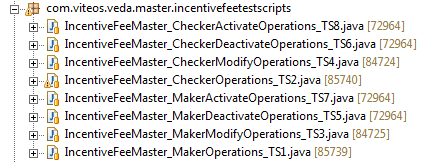 com.viteos.veda.master.incentivefeetestscripts
IncentiveFeeMaster_CheckerActivateOperations_TS8.java [72964]
IncentiveFeeMaster_CheckerDeactivateOperations_TS6.java [72964]
IncentiveFeeMaster_CheckerModifyOperations_TS4.java [84724]
IncentiveFeeMaster_CheckerOperations_TS2.java [85740]
IncentiveFeeMaster_MakerActivateOperations_TS7.java [72964]
IncentiveFeeMaster_MakerDeactivateOperations_TS5.java [72964]
IncentiveFeeMaster_MakerModifyOperations_TS3.java [84725]
IncentiveFeeMaster_MakerOperations_TS1.java [85739]